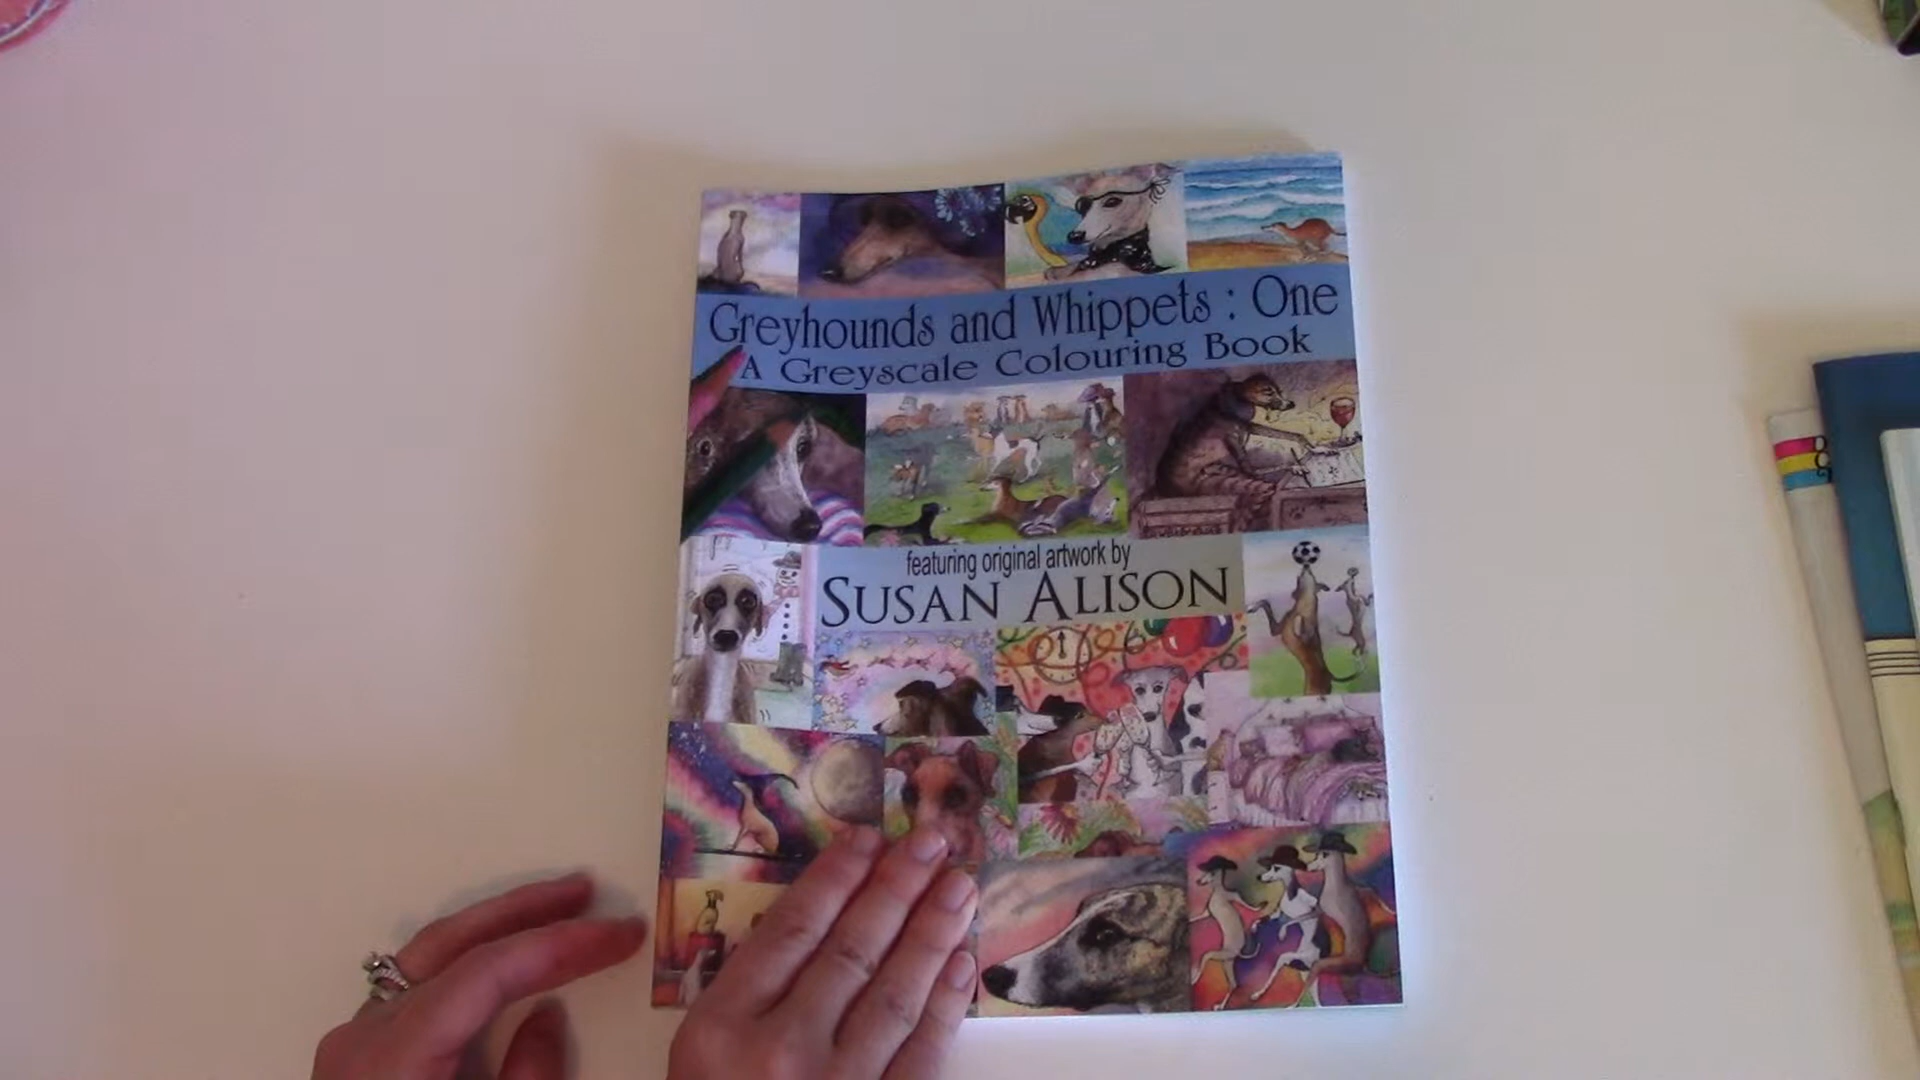 Greyhounds and Whippets : One
A Greyscale Colouring Book
featuring original artwork by
SUSAN ALISON